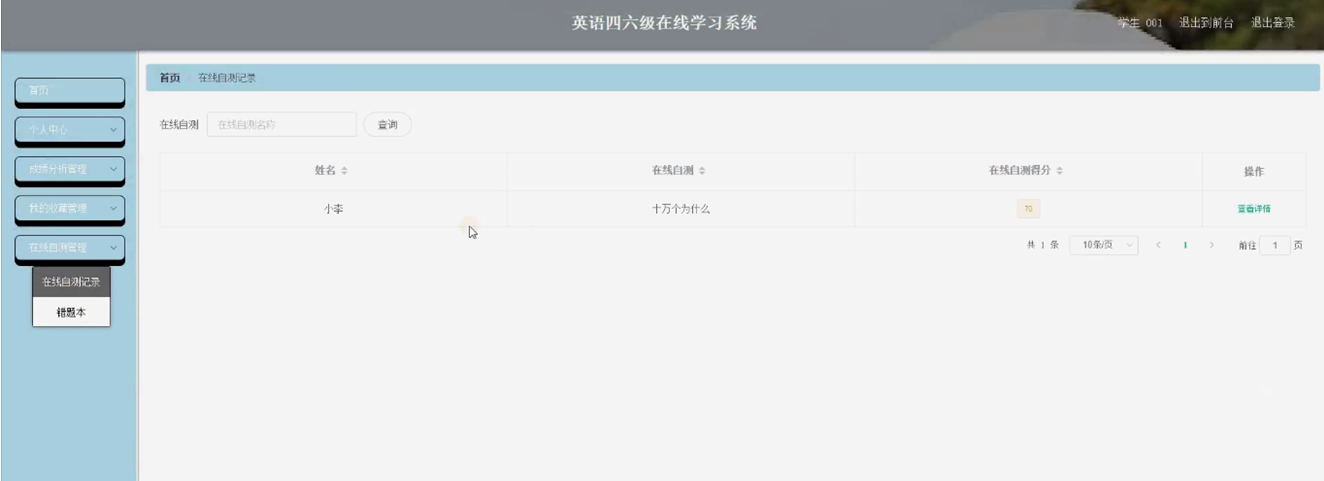 英语四六级在线学习系统
学生 001 退出到前台 退出登录
首页
个人中心
成绩分析管理
我的收藏管理
在线自测管理
在线自测记录
错题本
首页 在线自测记录
在线自测 在线自测名称 查询
姓名 在线自测 在线自测得分 操作
小李 十万个为什么 70 查看详情
共 1 条 10条/页 1 前往 1 页